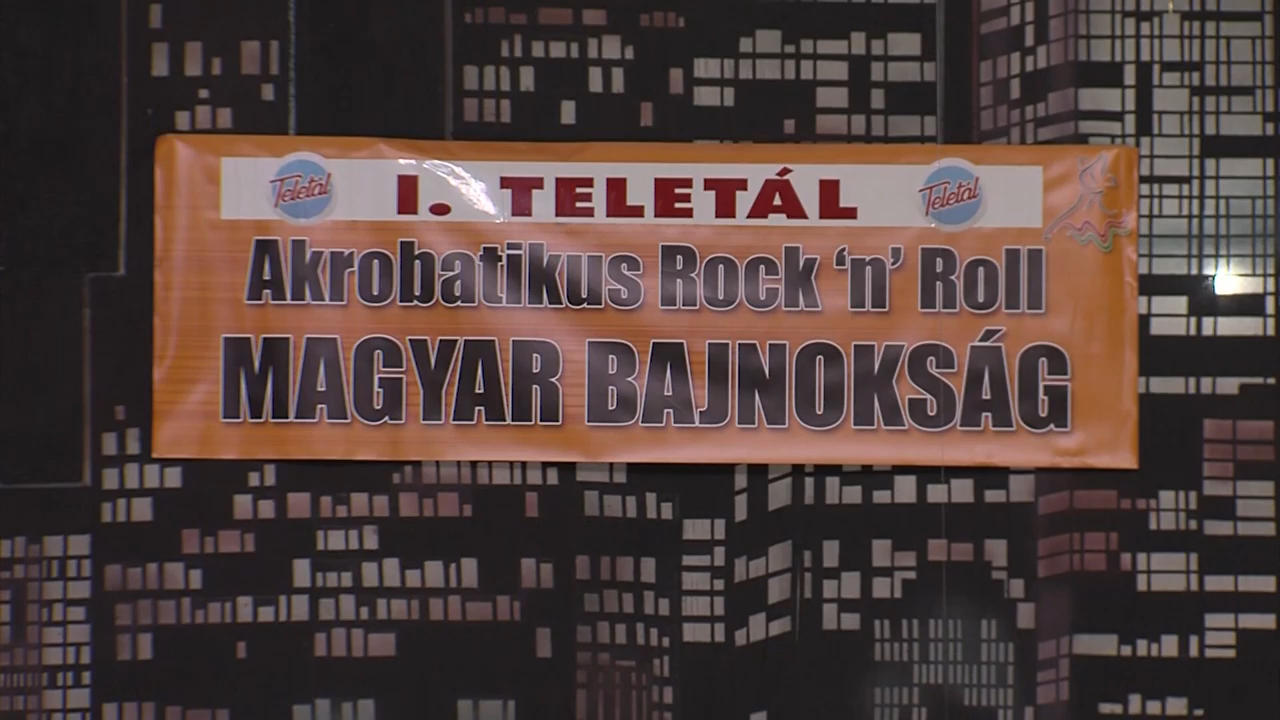 Teletál I. TELETÁL Teletál
Akrobatikus Rock ‘n’ Roll
MAGYAR BAJNOKSÁG